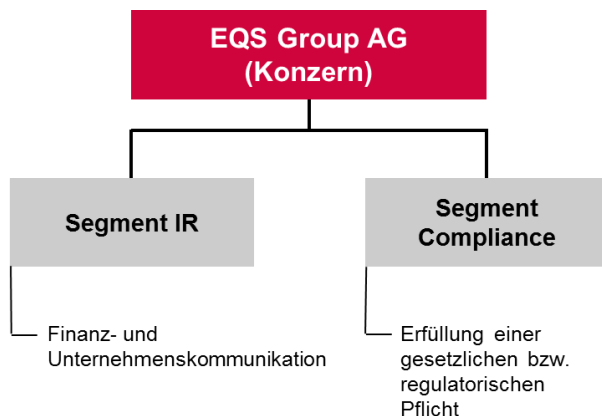 EQS Group AG
(Konzern)
Segment IR
Segment
Compliance
Finanz- und
Unternehmenskommunikation
Erfüllung einer
gesetzlichen bzw.
regulatorischen
Pflicht